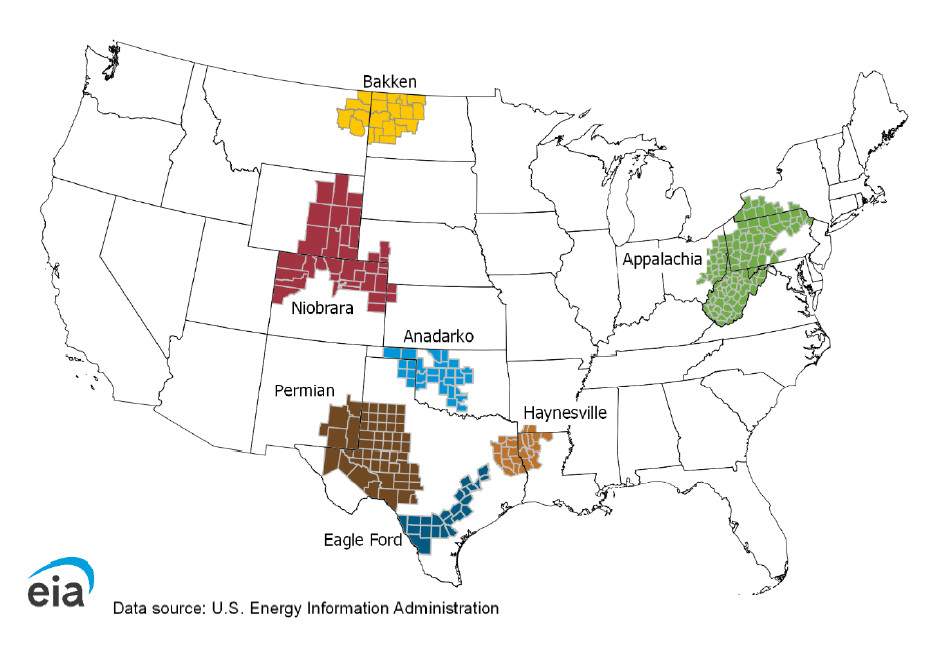 Bakken
Appalachia
Niobrara
Anadarko
Permian
Haynesville
Eagle Ford
eia
Data source: U.S. Energy Information Administration